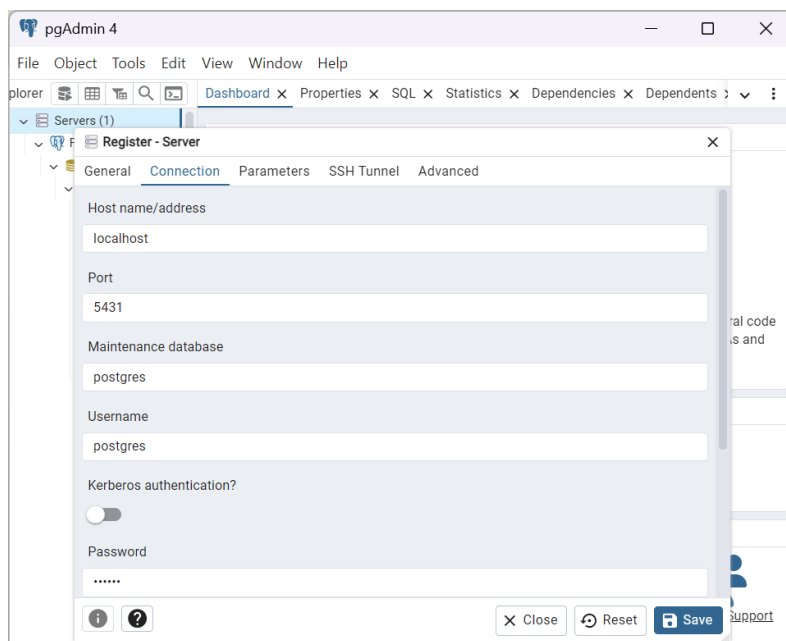 pgAdmin 4
File Object Tools Edit View Window Help
plorer Dashboard Properties SQL Statistics Dependencies Dependents
Servers (1)
Register - Server
General Connection Parameters SSH Tunnel Advanced
Host name/address
localhost
Port
5431
ral code
Maintenance database
s and
postgres
Username
postgres
Kerberos authentication?
Password
••••••
Close Reset Save
Support